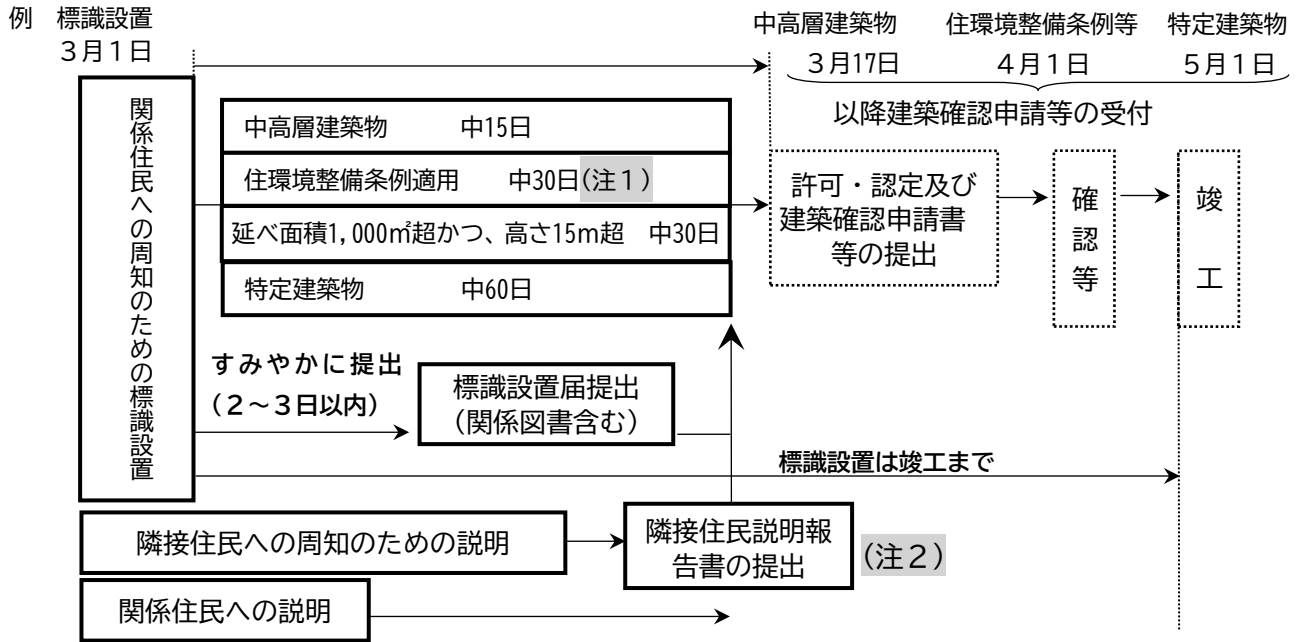 例　標識設置
３月１日
中高層建築物　住環境整備条例等　特定建築物
３月17日　４月１日　５月１日
以降建築確認申請等の受付
関係住民への周知のための標識設置
中高層建築物　中15日
住環境整備条例適用　中30日(注１)
延べ面積1,000㎡超かつ、高さ15m超　中30日
特定建築物　中60日
許可・認定及び
建築確認申請書
等の提出
確認等
竣工
すみやかに提出
(２～３日以内)
標識設置届提出
(関係図書含む)
標識設置は竣工まで
隣接住民への周知のための説明
隣接住民説明報
告書の提出
(注２)
関係住民への説明